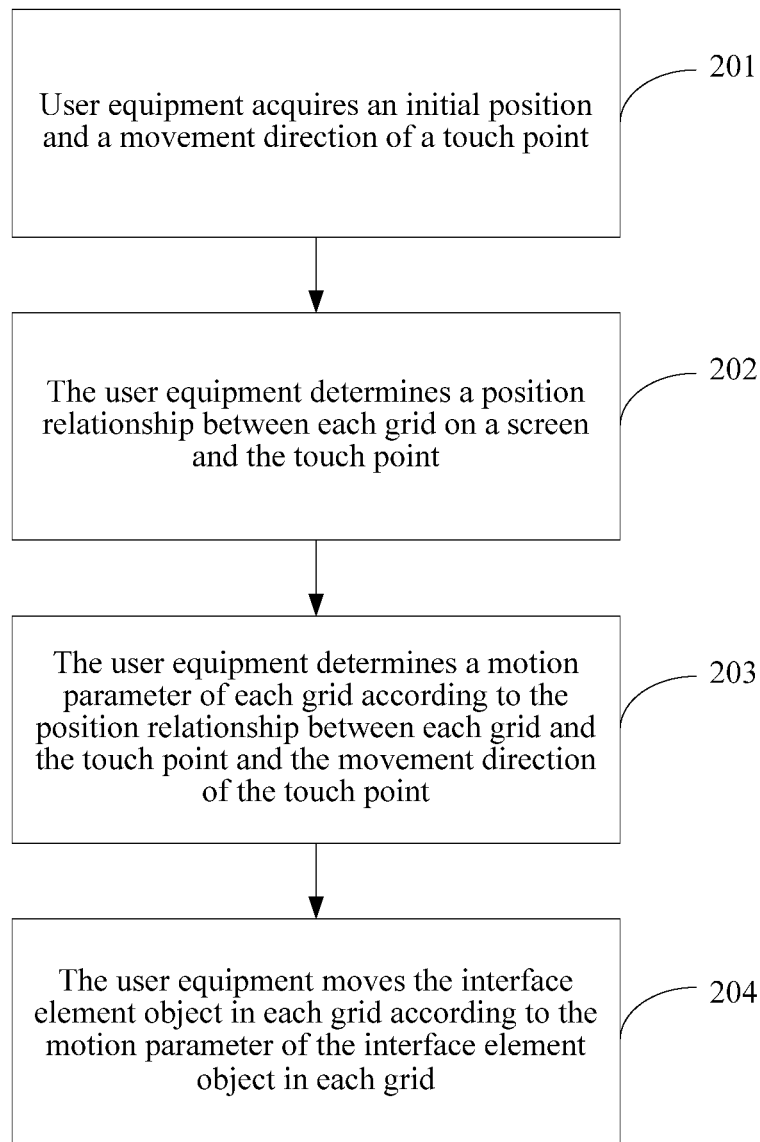 User equipment acquires an initial position
and a movement direction of a touch point
201
The user equipment determines a position
relationship between each grid on a screen
and the touch point
202
The user equipment determines a motion
parameter of each grid according to the
position relationship between each grid and
the touch point and the movement direction
of the touch point
203
The user equipment moves the interface
element object in each grid according to the
motion parameter of the interface element
object in each grid
204